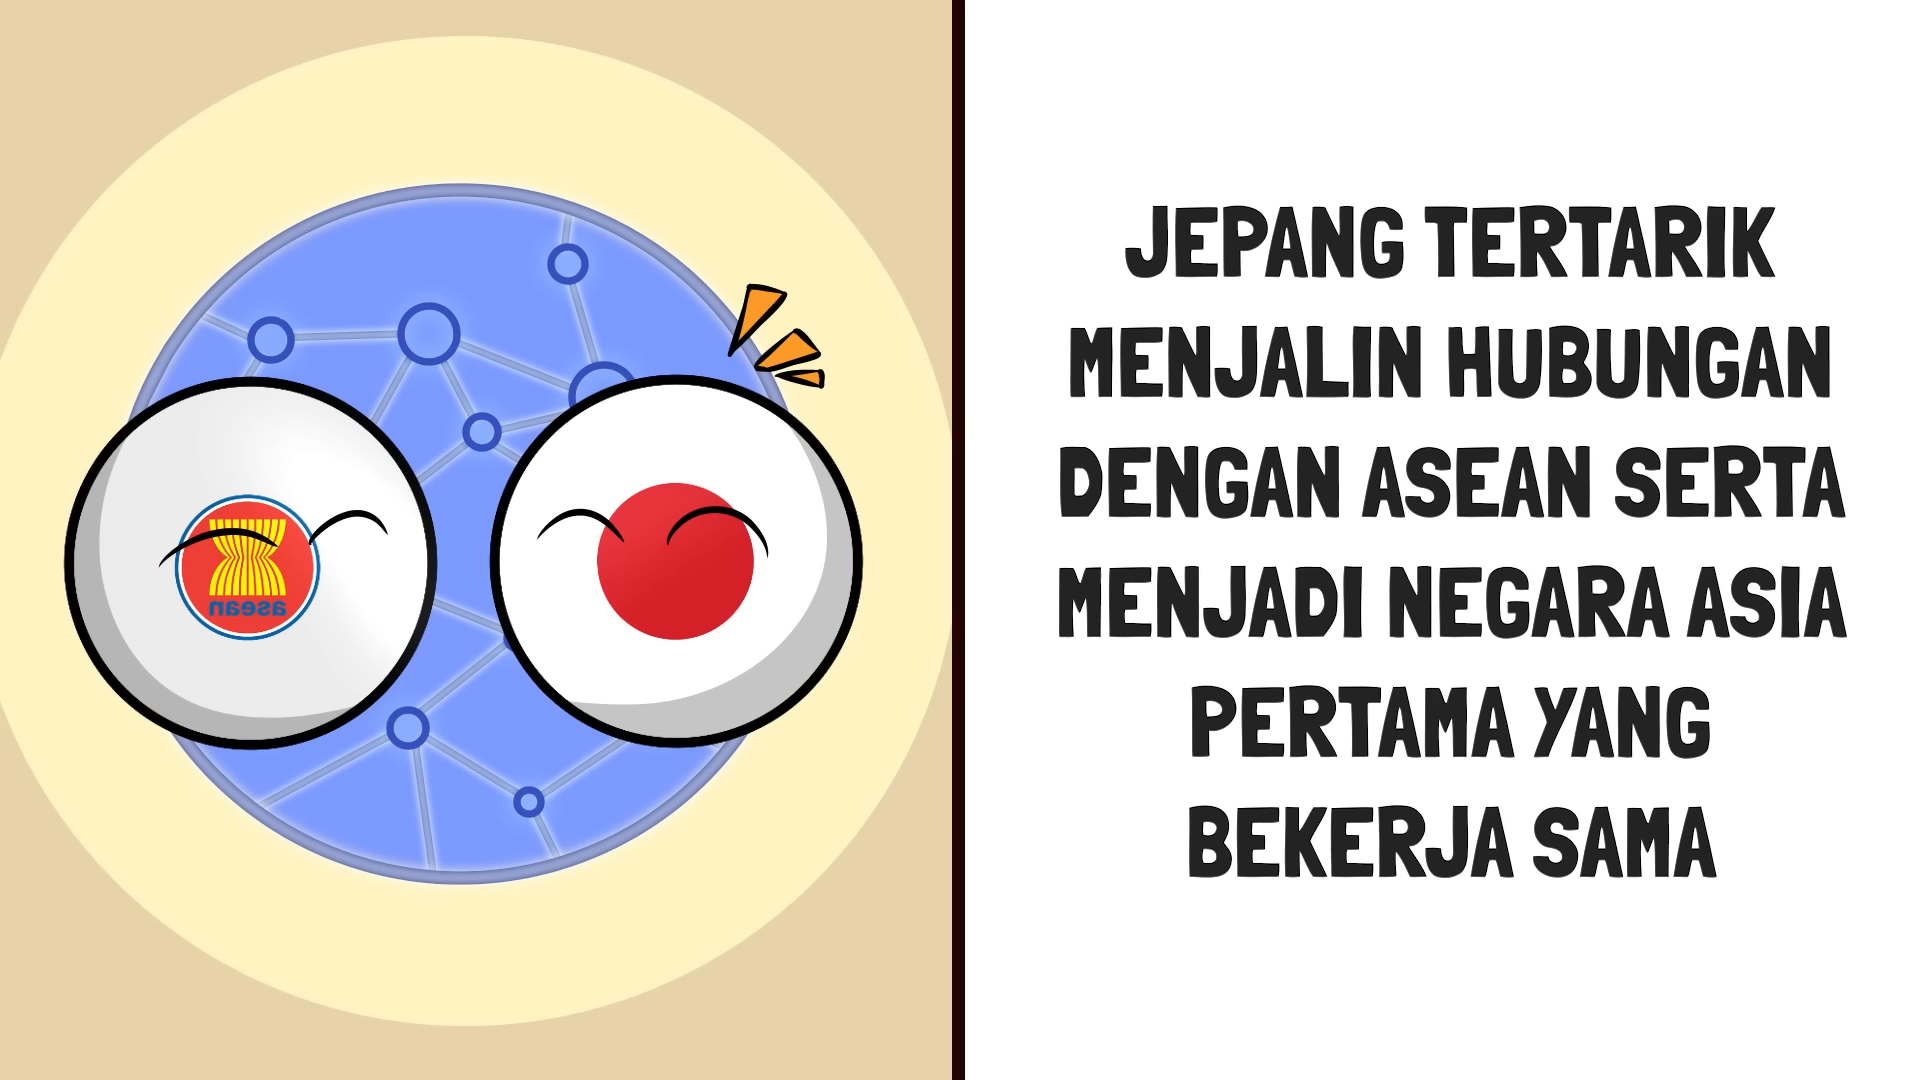 asean
JEPANG TERTARIK
MENJALIN HUBUNGAN
DENGAN ASEAN SERTA
MENJADI NEGARA ASIA
PERTAMA YANG
BEKERJA SAMA